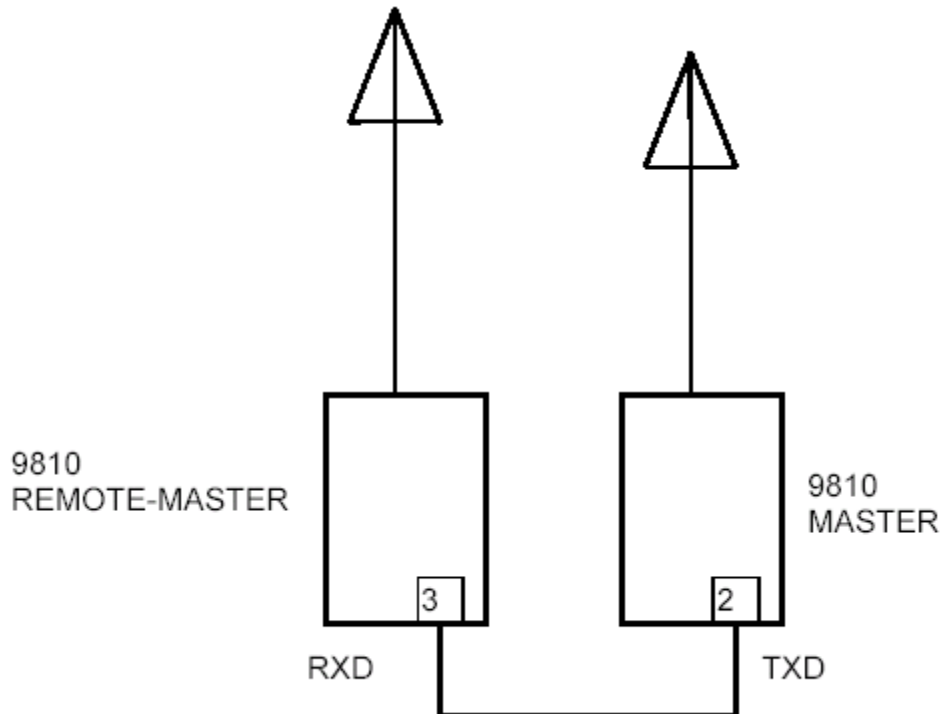 9810
REMOTE-MASTER
9810
MASTER
3
2
RXD
TXD